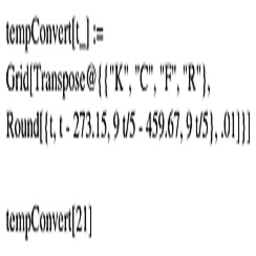 tempConvert[t_] :=
Grid[Transpose@{{"K", "C", "F", "R"},
Round[{t, t - 273.15, 9 t/5 - 459.67, 9 t/5}, .01]}]
tempConvert[21]